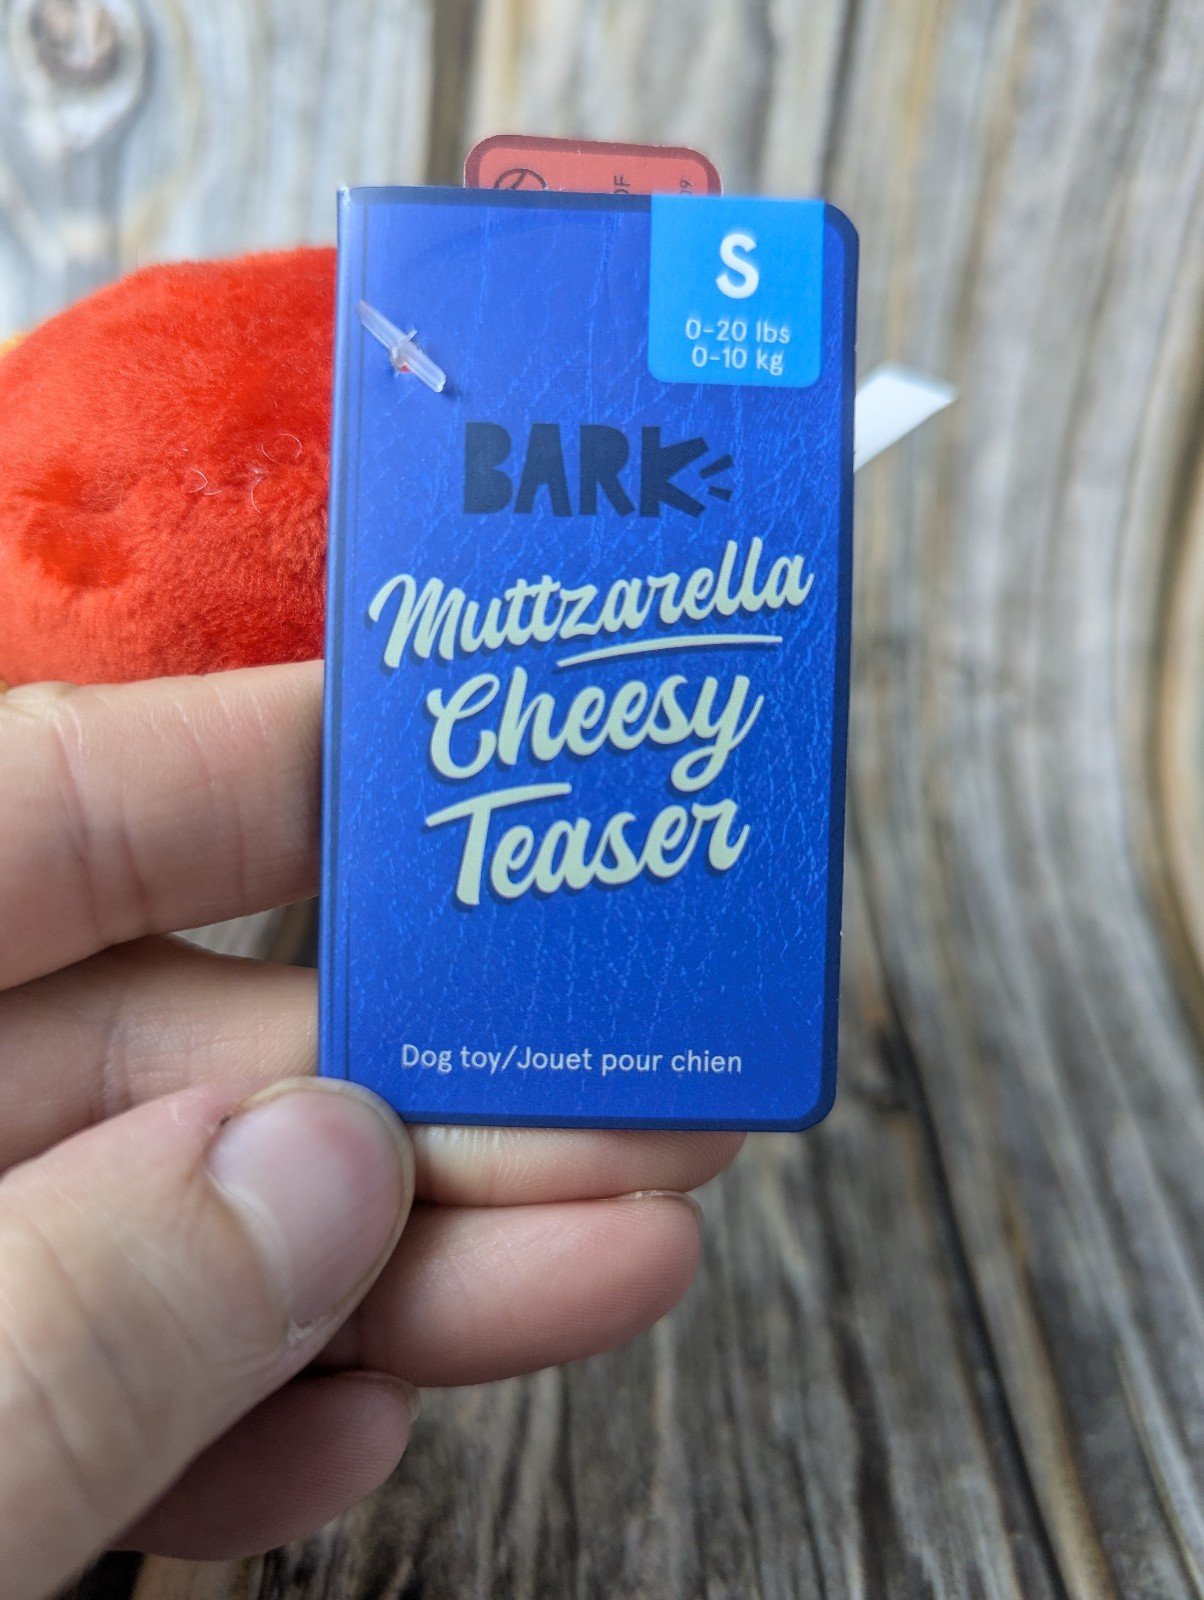 S
0-20 lbs
0-10 kg
BARK
Muttzarella
Cheesy
Teaser
Dog toy/Jouet pour chien